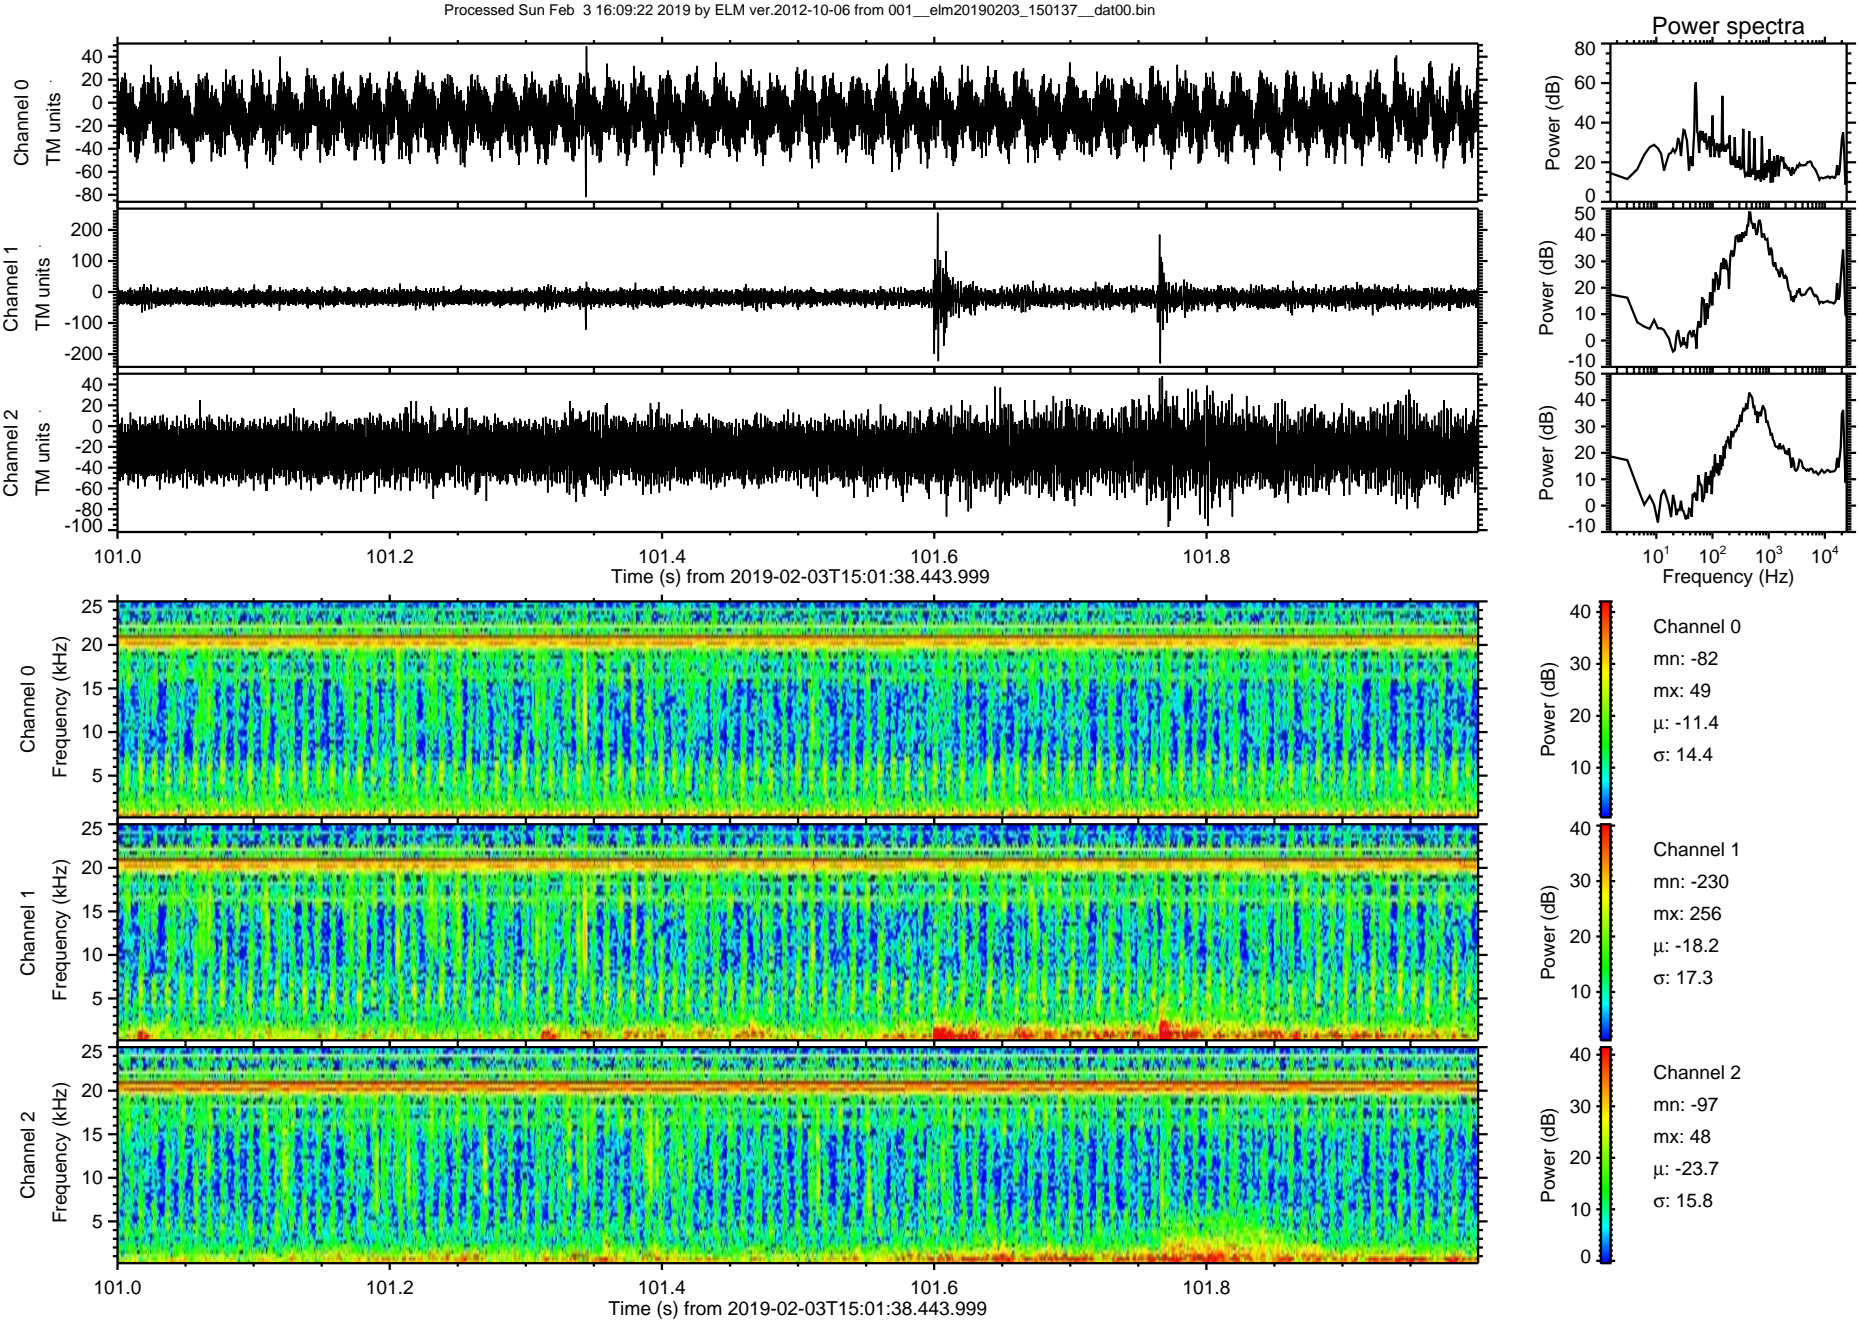 Processed Sun Feb  3 16:09:22 2019 by ELM ver.2012-10-06 from 001__elm20190203_150137__dat00.bin
Power spectra
Channel 0
TM units
40
20
0
-20
-40
-60
-80
Power (dB)
80
60
40
20
0
Channel 1
TM units
200
100
0
-100
-200
Power (dB)
50
40
30
20
10
0
-10
Channel 2
TM units
40
20
0
-20
-40
-60
-80
-100
Power (dB)
50
40
30
20
10
0
-10
101.0 101.2 101.4 101.6 101.8
Time (s) from 2019-02-03T15:01:38.443.999
10¹ 10² 10³ 10⁴
Frequency (Hz)
Channel 0
Frequency (kHz)
25
20
15
10
5
Power (dB)
40
30
20
10
Channel 0
mn: -82
mx: 49
μ: -11.4
σ: 14.4
Channel 1
Frequency (kHz)
25
20
15
10
5
Power (dB)
40
30
20
10
Channel 1
mn: -230
mx: 256
μ: -18.2
σ: 17.3
Channel 2
Frequency (kHz)
25
20
15
10
5
Power (dB)
40
30
20
10
0
Channel 2
mn: -97
mx: 48
μ: -23.7
σ: 15.8
101.0 101.2 101.4 101.6 101.8
Time (s) from 2019-02-03T15:01:38.443.999